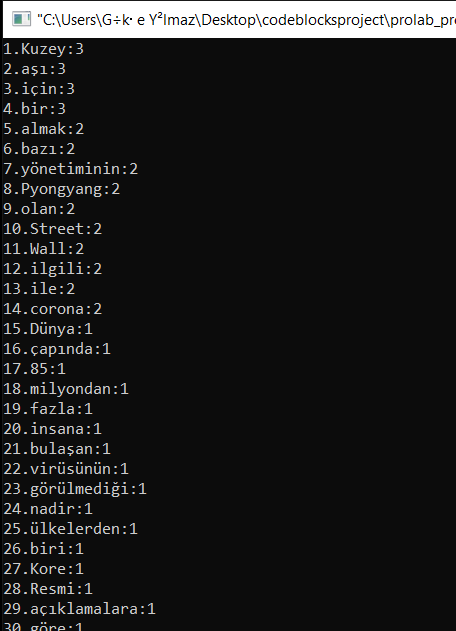 "C:\Users\G÷k· e Y²lmaz\Desktop\codeblocksproject\prolab_pr
1.Kuzey:3
2.aşı:3
3.için:3
4.bir:3
5.almak:2
6.bazı:2
7.yönetiminin:2
8.Pyongyang:2
9.olan:2
10.Street:2
11.Wall:2
12.ilgili:2
13.ile:2
14.corona:2
15.Dünya:1
16.çapında:1
17.85:1
18.milyondan:1
19.fazla:1
20.insana:1
21.bulaşan:1
22.virüsünün:1
23.görülmediği:1
24.nadir:1
25.ülkelerden:1
26.biri:1
27.Kore:1
28.Resmi:1
29.açıklamalara:1
30.göre:1